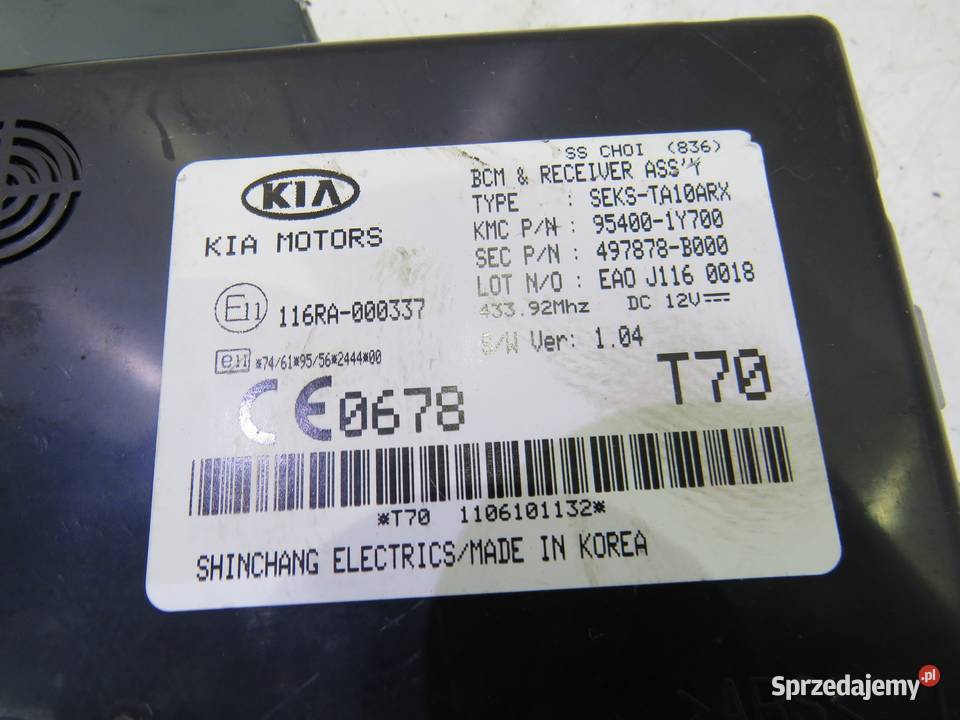 SS CHOI (836)
KIA
KIA MOTORS
BCM & RECEIVER ASS'Y
TYPE : SEKS-TA10ARX
KMC P/N : 95400-1Y700
SEC P/N : 497878-B000
LOT N/O : EAO J116 0018
433.92Mhz DC 12V
S/W Ver: 1.04
E11 116RA-000337
e11 *74/61*95/56*2444*00
CE0678
T70
*T70 1106101132*
SHINCHANG ELECTRICS/MADE IN KOREA
Sprzedajemy.pl